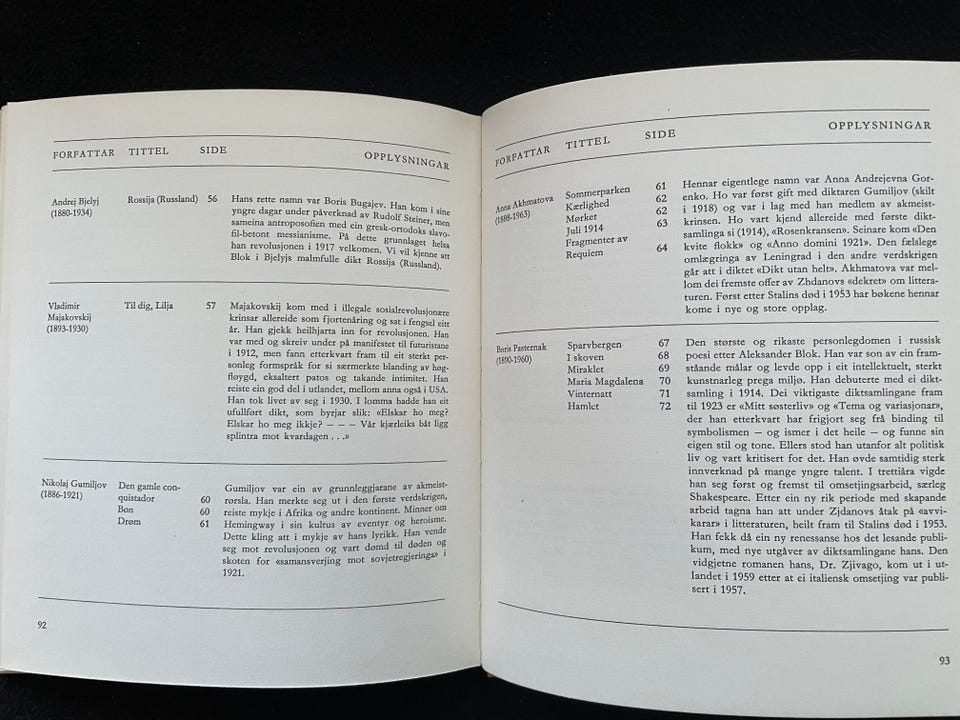 FORFATTAR TITTEL SIDE OPPLYSNINGAR
Andrej Bjelyj Rossija (Russland) 56 Hans rette namn var Boris Bugajev. Han kom i sine
(1880-1934) yngre dagar under påverknad av Rudolf Steiner, men
sameina antroposofien med ein gresk-ortodoks slavo-
fil-betont messianisme. På dette grunnlaget helsa
han revolusjonen i 1917 velkomen. Vi vil kjenne att
Blok i Bjelyjs malmfulle dikt Rossija (Russland).
Vladimir Til dig, Lilja 57 Majakovskij kom med i illegale sosialrevolusjonære
Majakovskij krinsar allereide som fjortenåring og sat i fengsel eitt
(1893-1930) år. Han gjekk heilhjarta inn for revolusjonen. Han
var med og skreiv under på manifestet til futuristane
i 1912, men fann etterkvart fram til eit sterkt per-
sonleg formspråk for si særmerkte blanding av høg-
fløygd, eksaltert patos og takande intimitet. Han
reiste ein god del i utlandet, mellom anna også i USA.
Han tok livet av seg i 1930. I lomma hadde han eit
ufullført dikt, som byrjar slik: «Elskar ho meg?
Elskar ho meg ikkje? — — — Vår kjærleiks båt ligg
splintra mot kvardagen . . .»
Nikolaj Gumiljov Den gamle con- Gumiljov var ein av grunnleggjarane av akmeist-
(1886-1921) quistador 60 rørsla. Han merkte seg ut i den første verdskrigen,
Bøn 60 reiste mykje i Afrika og andre kontinent. Minner om
Drøm 61 Hemingway i sin kultus av eventyr og heroisme.
Dette kling att i mykje av hans lyrikk. Han vende
seg mot revolusjonen og vart dømd til døden og
skoten for «samansverjing mot sovjetregjeringa» i
1921.
92
FORFATTAR TITTEL SIDE OPPLYSNINGAR
Anna Akhmatova Sommerparken 61 Hennar eigentlege namn var Anna Andrejevna Gor-
(1888-1963) Kærlighed 62 enko. Ho var først gift med diktaren Gumiljov (skilt
Mørket 62 i 1918) og var i lag med han medlem av akmeist-
Juli 1914 63 krinsen. Ho vart kjend allereide med første dikt-
Fragmenter av samlinga si (1914), «Rosenkransen». Seinare kom «Den
Requiem 64 kvite flokk» og «Anno domini 1921». Den fælslege
omlægringa av Leningrad i den andre verdskrigen
går att i diktet «Dikt utan helt». Akhmatova var mel-
lom dei fremste offer av Zhdanovs «dekret» om littera-
turen. Først etter Stalins død i 1953 har bøkene hennar
kome i nye og store opplag.
Boris Pasternak Sparvbergen 67 Den største og rikaste personlegdomen i russisk
(1890-1960) I skoven 68 poesi etter Aleksander Blok. Han var son av ein fram-
Miraklet 69 ståande målar og levde opp i eit intellektuelt, sterkt
Maria Magdalena 70 kunstnarleg prega miljø. Han debuterte med ei dikt-
Vinternatt 71 samling i 1914. Dei viktigaste diktsamlingane fram
Hamlet 72 til 1923 er «Mitt søsterliv» og «Tema og variasjonar»,
der han etterkvart har frigjort seg frå binding til
symbolismen — og ismer i det heile — og funne sin
eigen stil og tone. Ellers stod han utanfor alt politisk
liv og vart kritisert for det. Han øvde samtidig sterk
innverknad på mange yngre talent. I trettiåra vigde
han seg først og fremst til omsetjingsarbeid, særleg
Shakespeare. Etter ein ny rik periode med skapande
arbeid tagna han att under Zjdanovs åtak på «avvi-
karar» i litteraturen, heilt fram til Stalins død i 1953.
Han fekk då ein ny renessanse hos det lesande publi-
kum, med nye utgåver av diktsamlingane hans. Den
vidgjetne romanen hans, Dr. Zjivago, kom ut i ut-
landet i 1959 etter at ei italiensk omsetjing var publi-
sert i 1957.
93